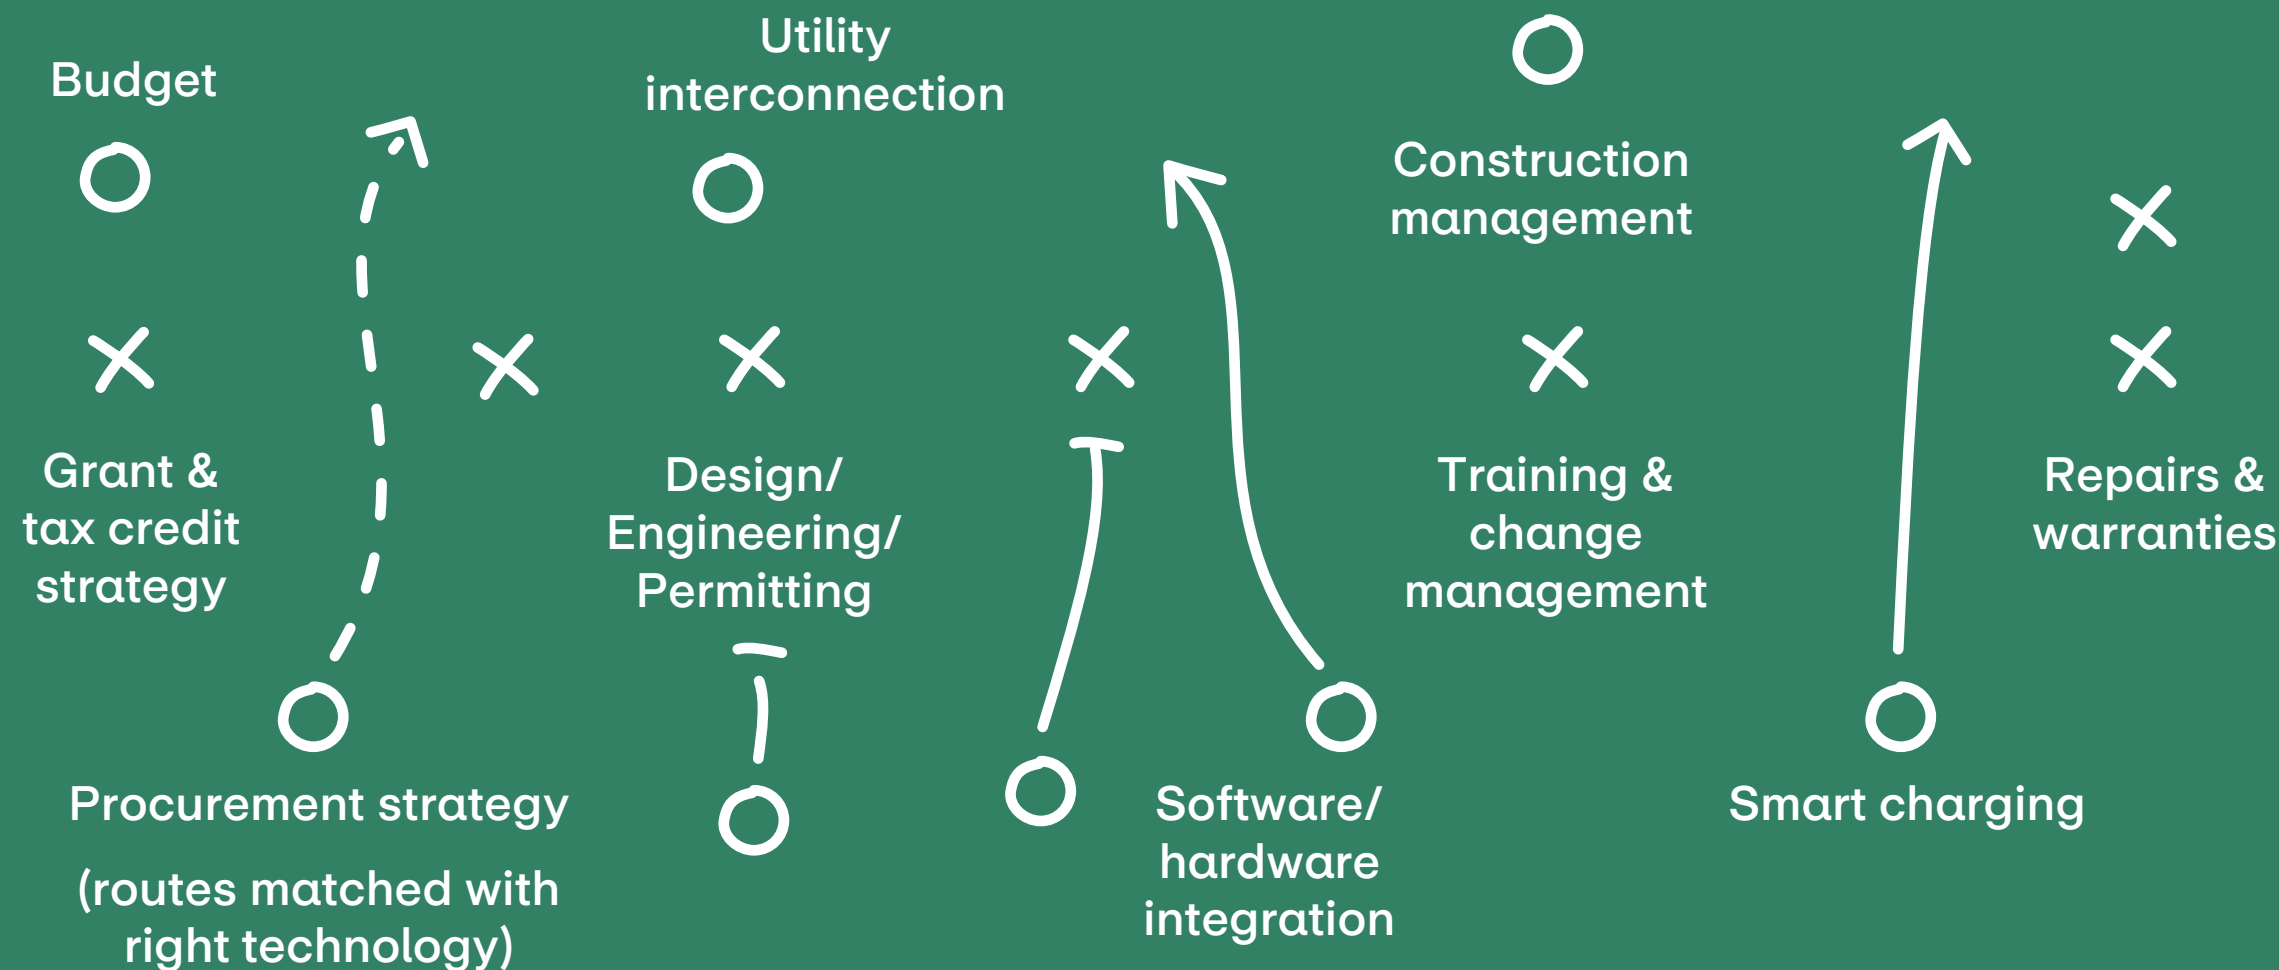 Budget
Utility
interconnection
Construction
management
Grant &
tax credit
strategy
Design/
Engineering/
Permitting
Training &
change
management
Repairs &
warranties
Procurement strategy
(routes matched with
right technology)
Software/
hardware
integration
Smart charging